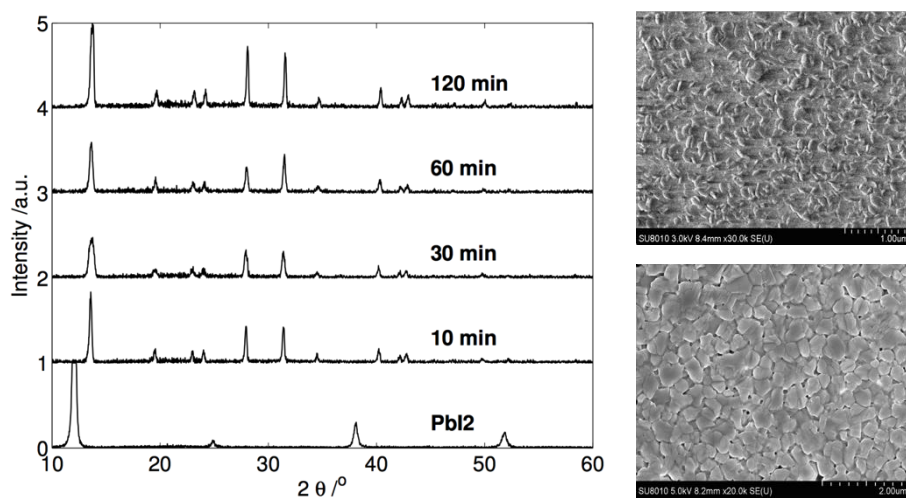 5
4
3
2
1
0
Intensity /a.u.
120 min
60 min
30 min
10 min
PbI2
10 20 30 40 50 60
2 θ /°
SU8010 3.0kV 8.4mm x30.0k SE(U) 1.00um
SU8010 5.0kV 8.2mm x20.0k SE(U) 2.00um